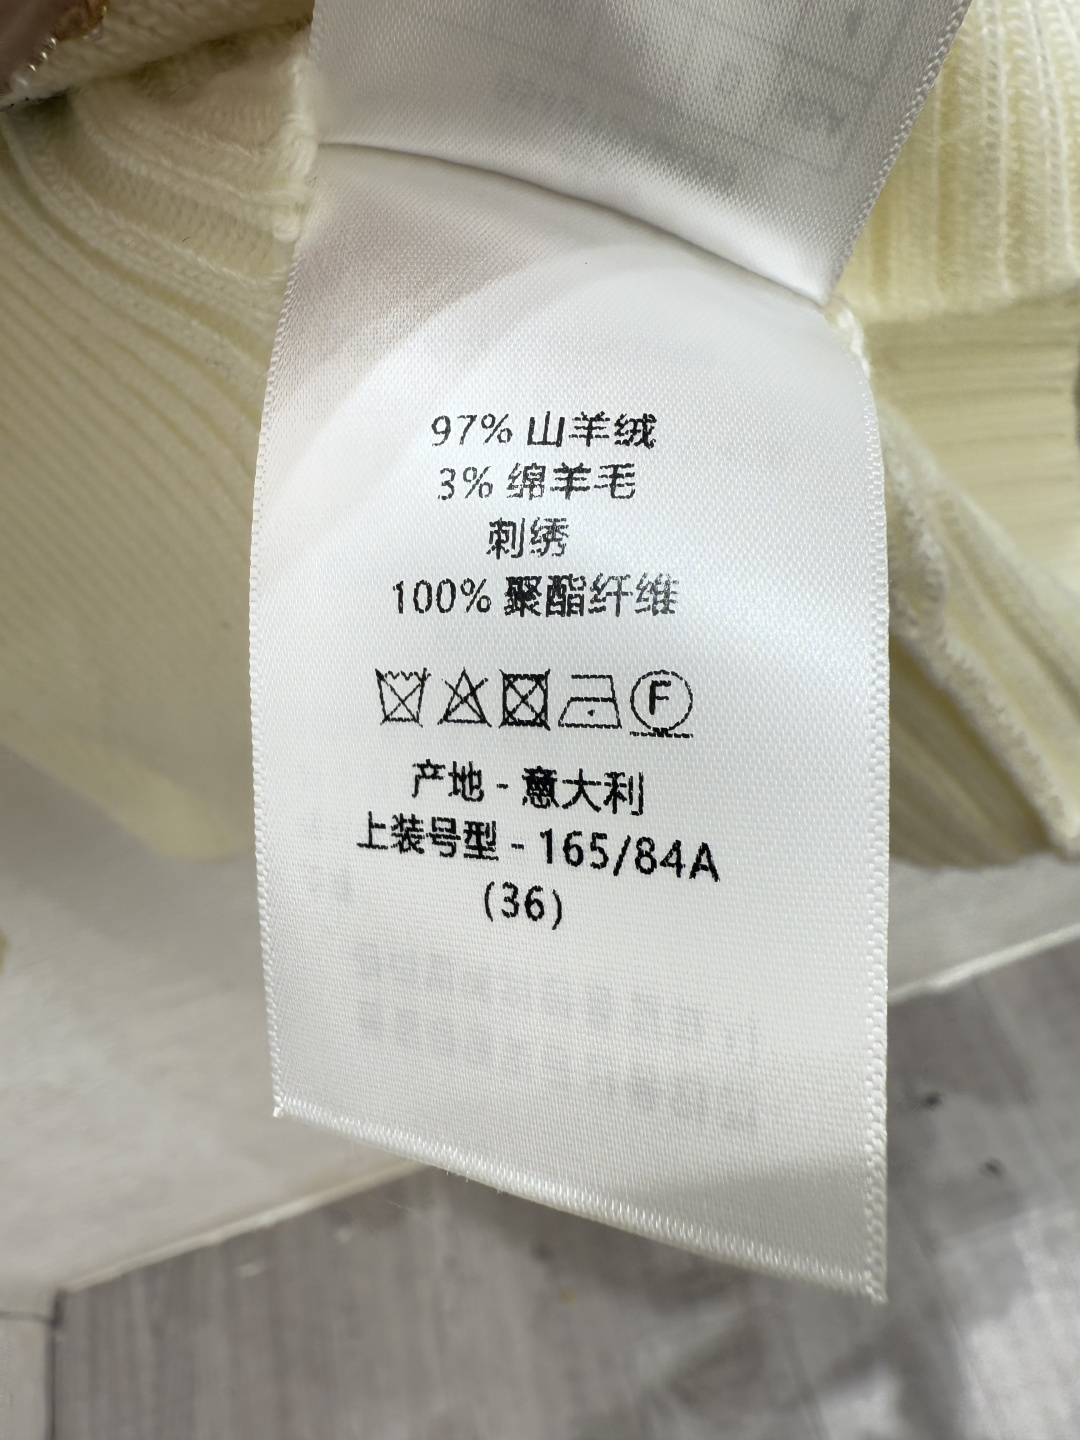 97% 山羊绒
3% 绵羊毛
刺绣
100% 聚酯纤维
F
产地 - 意大利
上装号型 - 165/84A
(36)